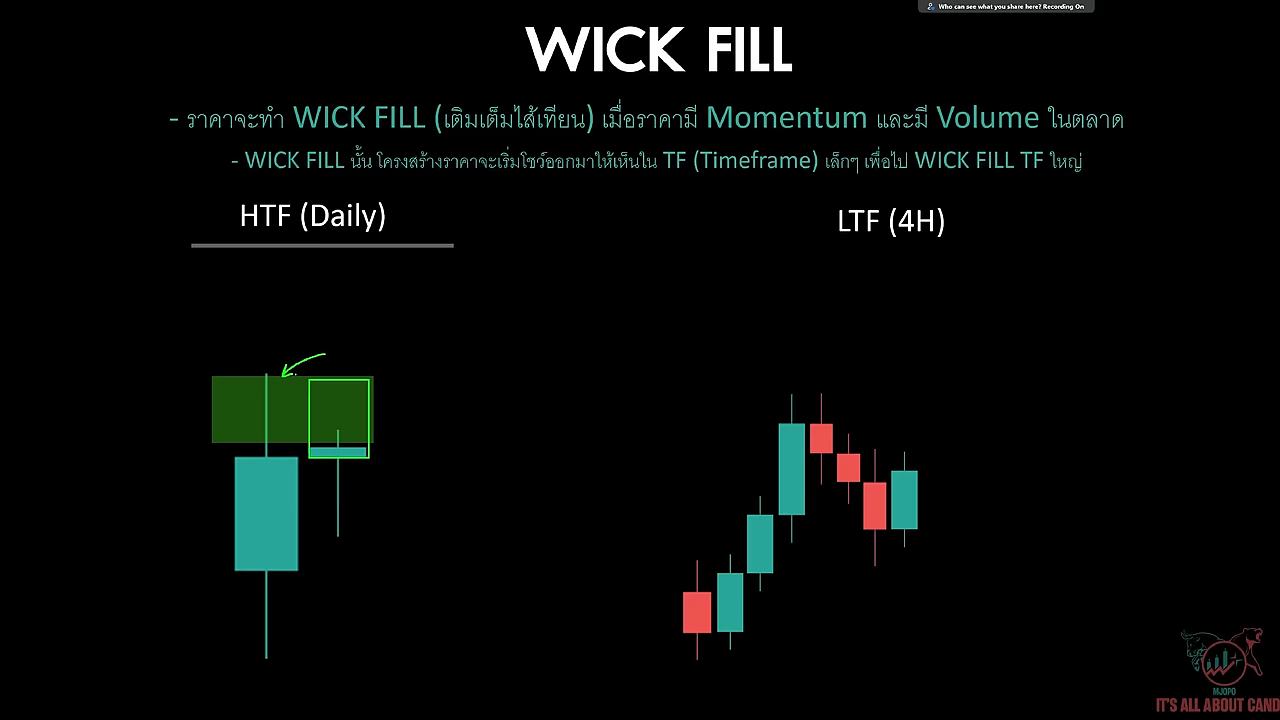 Who can see what you share here? Recording On
WICK FILL
- ราคาจะทำ WICK FILL (เติมเต็มไส้เทียน) เมื่อราคามี Momentum และมี Volume ในตลาด
- WICK FILL นั้น โครงสร้างราคาจะเริ่มโชว์ออกมาให้เห็นใน TF (Timeframe) เล็กๆ เพื่อไป WICK FILL TF ใหญ่
HTF (Daily)
LTF (4H)
MJOPO
IT'S ALL ABOUT CAND